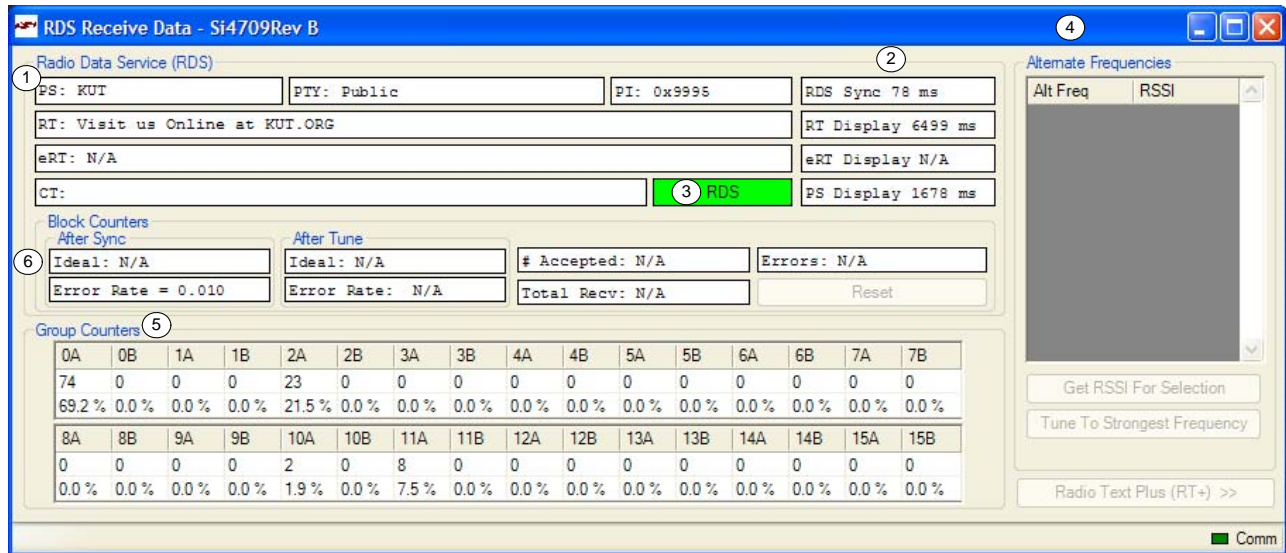 RDS Receive Data - Si4709Rev B
4
Radio Data Service (RDS)
2
Alternate Frequencies
1
PS: KUT
PTY: Public
PI: 0x9995
RDS Sync 78 ms
Alt Freq RSSI
RT: Visit us Online at KUT.ORG
RT Display 6499 ms
eRT: N/A
eRT Display N/A
CT:
3 RDS
PS Display 1678 ms
Block Counters
After Sync
After Tune
6
Ideal: N/A
Ideal: N/A
# Accepted: N/A
Errors: N/A
Error Rate = 0.010
Error Rate: N/A
Total Recv: N/A
Reset
Group Counters
5
0A 0B 1A 1B 2A 2B 3A 3B 4A 4B 5A 5B 6A 6B 7A 7B
74 0 0 0 23 0 0 0 0 0 0 0 0 0 0 0
69.2 % 0.0 % 0.0 % 0.0 % 21.5 % 0.0 % 0.0 % 0.0 % 0.0 % 0.0 % 0.0 % 0.0 % 0.0 % 0.0 % 0.0 % 0.0 %
8A 8B 9A 9B 10A 10B 11A 11B 12A 12B 13A 13B 14A 14B 15A 15B
0 0 0 0 2 0 8 0 0 0 0 0 0 0 0 0
0.0 % 0.0 % 0.0 % 0.0 % 1.9 % 0.0 % 7.5 % 0.0 % 0.0 % 0.0 % 0.0 % 0.0 % 0.0 % 0.0 % 0.0 % 0.0 %
Get RSSI For Selection
Tune To Strongest Frequency
Radio Text Plus (RT+) >>
Comm